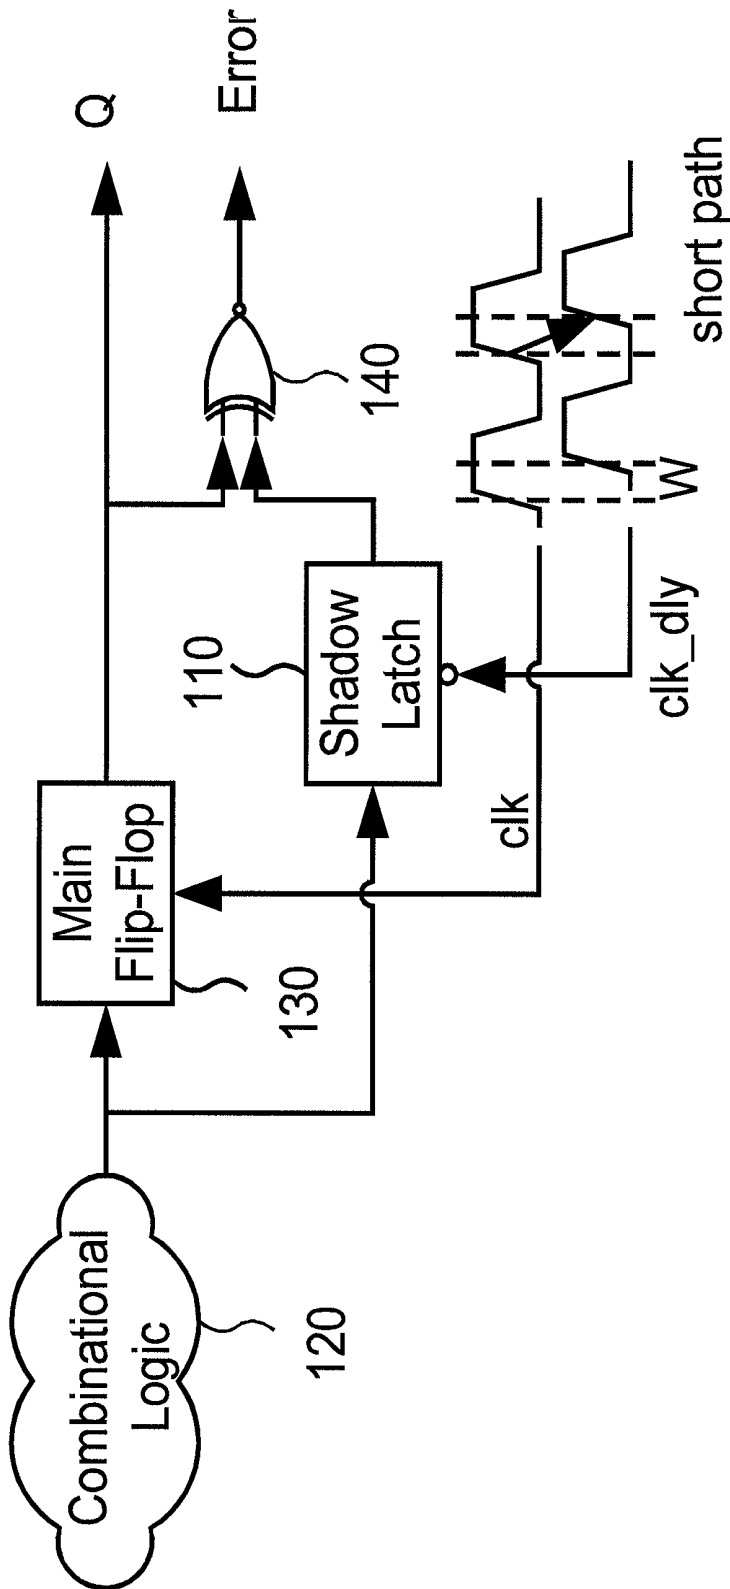 Combinational
Logic
120
Main
Flip-Flop
130
Q
Shadow
Latch
110
140
Error
clk
clk_dly
W
short path